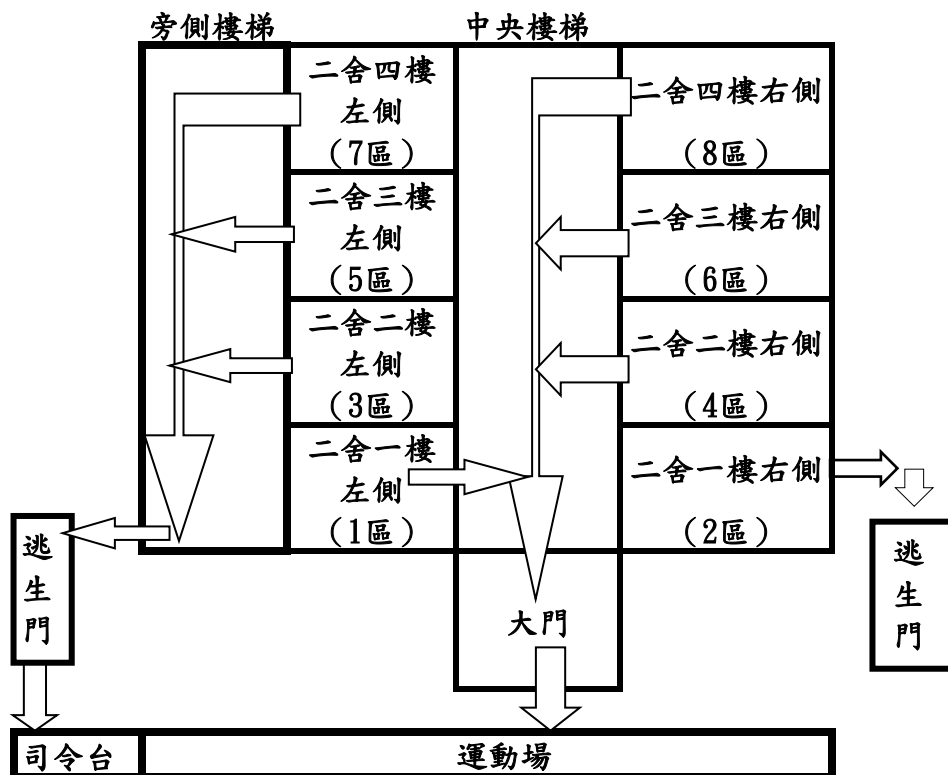 旁側樓梯
中央樓梯
二舍四樓
左側
(7區)
二舍四樓右側
(8區)
二舍三樓
左側
(5區)
二舍三樓右側
(6區)
二舍二樓
左側
(3區)
二舍二樓右側
(4區)
二舍一樓
左側
(1區)
二舍一樓右側
(2區)
逃
生
門
大門
逃
生
門
司令台
運動場